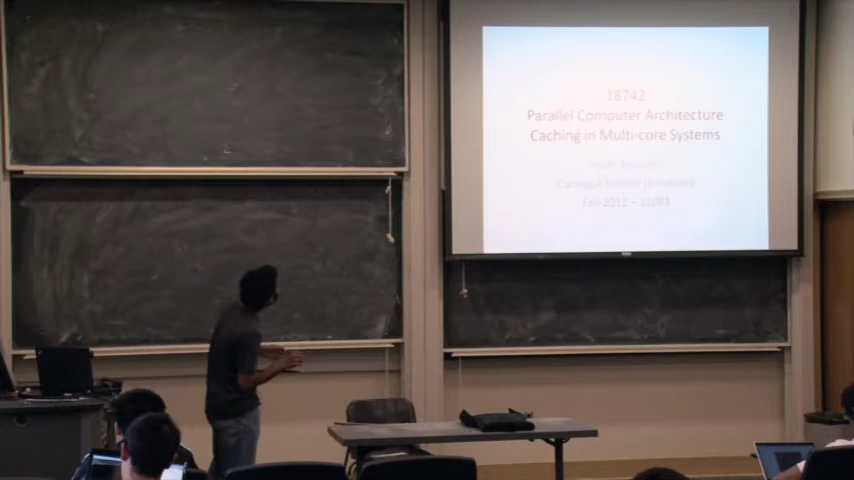 18742
Parallel Computer Architecture
Caching in Multi-core Systems
Carnegie Mellon University
Fall 2012 – 10/03